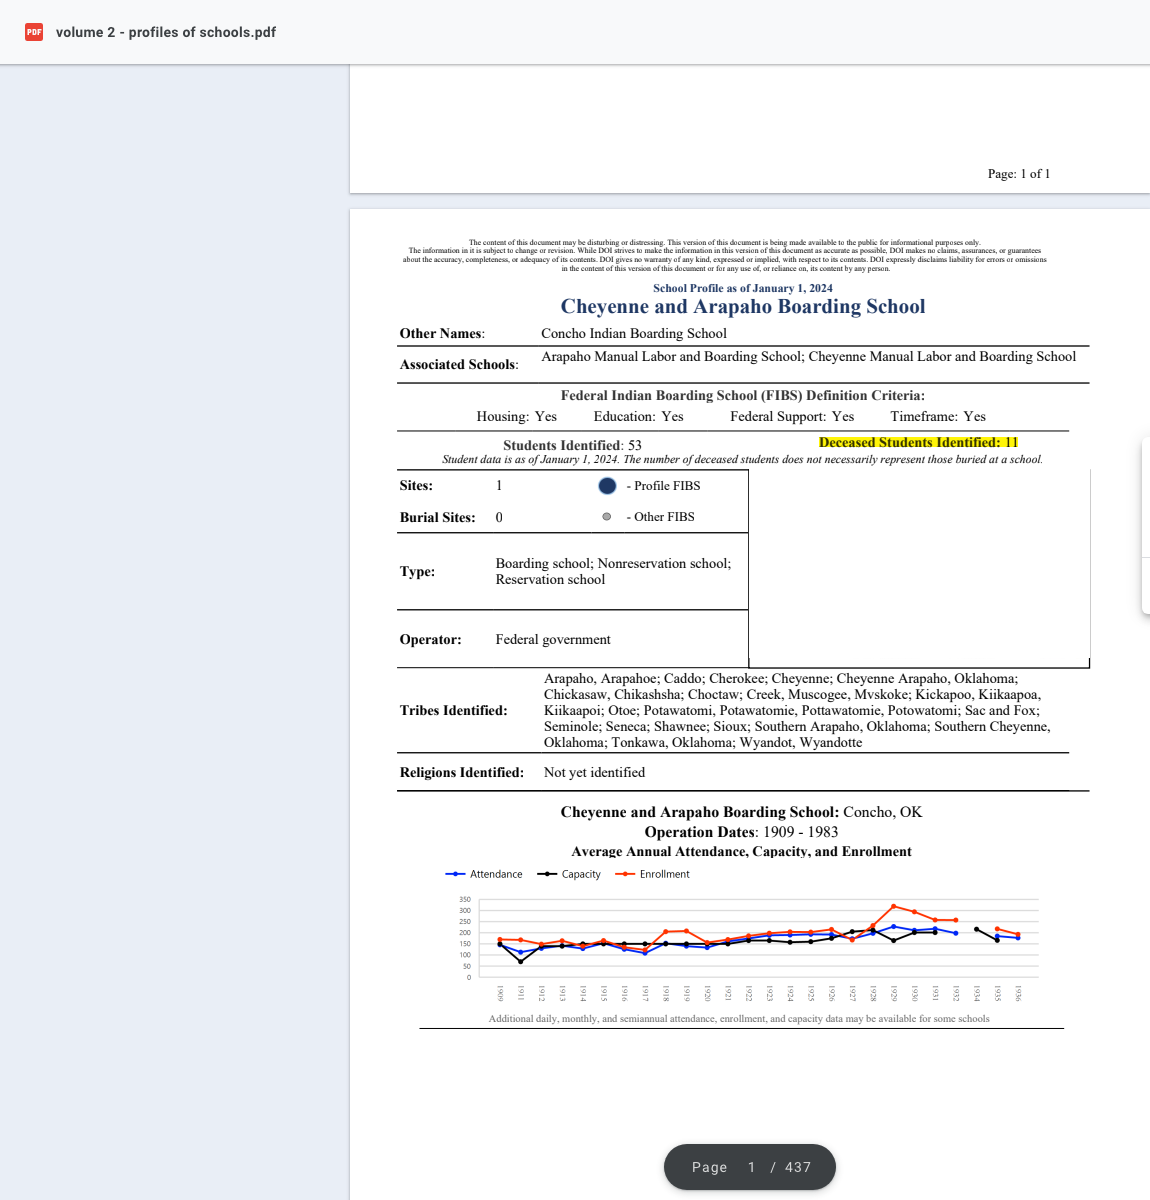 PDF
volume 2 - profiles of schools.pdf
Page: 1 of 1
The content of this document may be disturbing or distressing. This version of this document is being made available to the public for informational purposes only.
The information in it is subject to change or revision. While DOI strives to make the information in this version of this document as accurate as possible, DOI makes no claims, assurances, or guarantees
about the accuracy, completeness, or adequacy of its contents. DOI gives no warranty of any kind, expressed or implied, with respect to its contents. DOI expressly disclaims liability for errors or omissions
in the content of this version of this document or for any use of, or reliance on, its content by any person.
School Profile as of January 1, 2024
Cheyenne and Arapaho Boarding School
Other Names: Concho Indian Boarding School
Associated Schools: Arapaho Manual Labor and Boarding School; Cheyenne Manual Labor and Boarding School
Federal Indian Boarding School (FIBS) Definition Criteria:
Housing: Yes Education: Yes Federal Support: Yes Timeframe: Yes
Students Identified: 53 Deceased Students Identified: 11
Student data is as of January 1, 2024. The number of deceased students does not necessarily represent those buried at a school.
Sites: 1 - Profile FIBS
Burial Sites: 0 - Other FIBS
Type: Boarding school; Nonreservation school;
Reservation school
Operator: Federal government
Tribes Identified: Arapaho, Arapahoe; Caddo; Cherokee; Cheyenne; Cheyenne Arapaho, Oklahoma;
Chickasaw, Chikashsha; Choctaw; Creek, Muscogee, Mvskoke; Kickapoo, Kiikaapoa,
Kiikaapoi; Otoe; Potawatomi, Potawatomie, Pottawatomie, Potowatomi; Sac and Fox;
Seminole; Seneca; Shawnee; Sioux; Southern Arapaho, Oklahoma; Southern Cheyenne,
Oklahoma; Tonkawa, Oklahoma; Wyandot, Wyandotte
Religions Identified: Not yet identified
Cheyenne and Arapaho Boarding School: Concho, OK
Operation Dates: 1909 - 1983
Average Annual Attendance, Capacity, and Enrollment
Attendance Capacity Enrollment
350
300
250
200
150
100
50
0
1909 1911 1912 1913 1914 1915 1916 1917 1918 1919 1920 1921 1922 1923 1924 1925 1926 1927 1928 1929 1930 1931 1932 1934 1935 1936
Additional daily, monthly, and semiannual attendance, enrollment, and capacity data may be available for some schools
Page 1 / 437